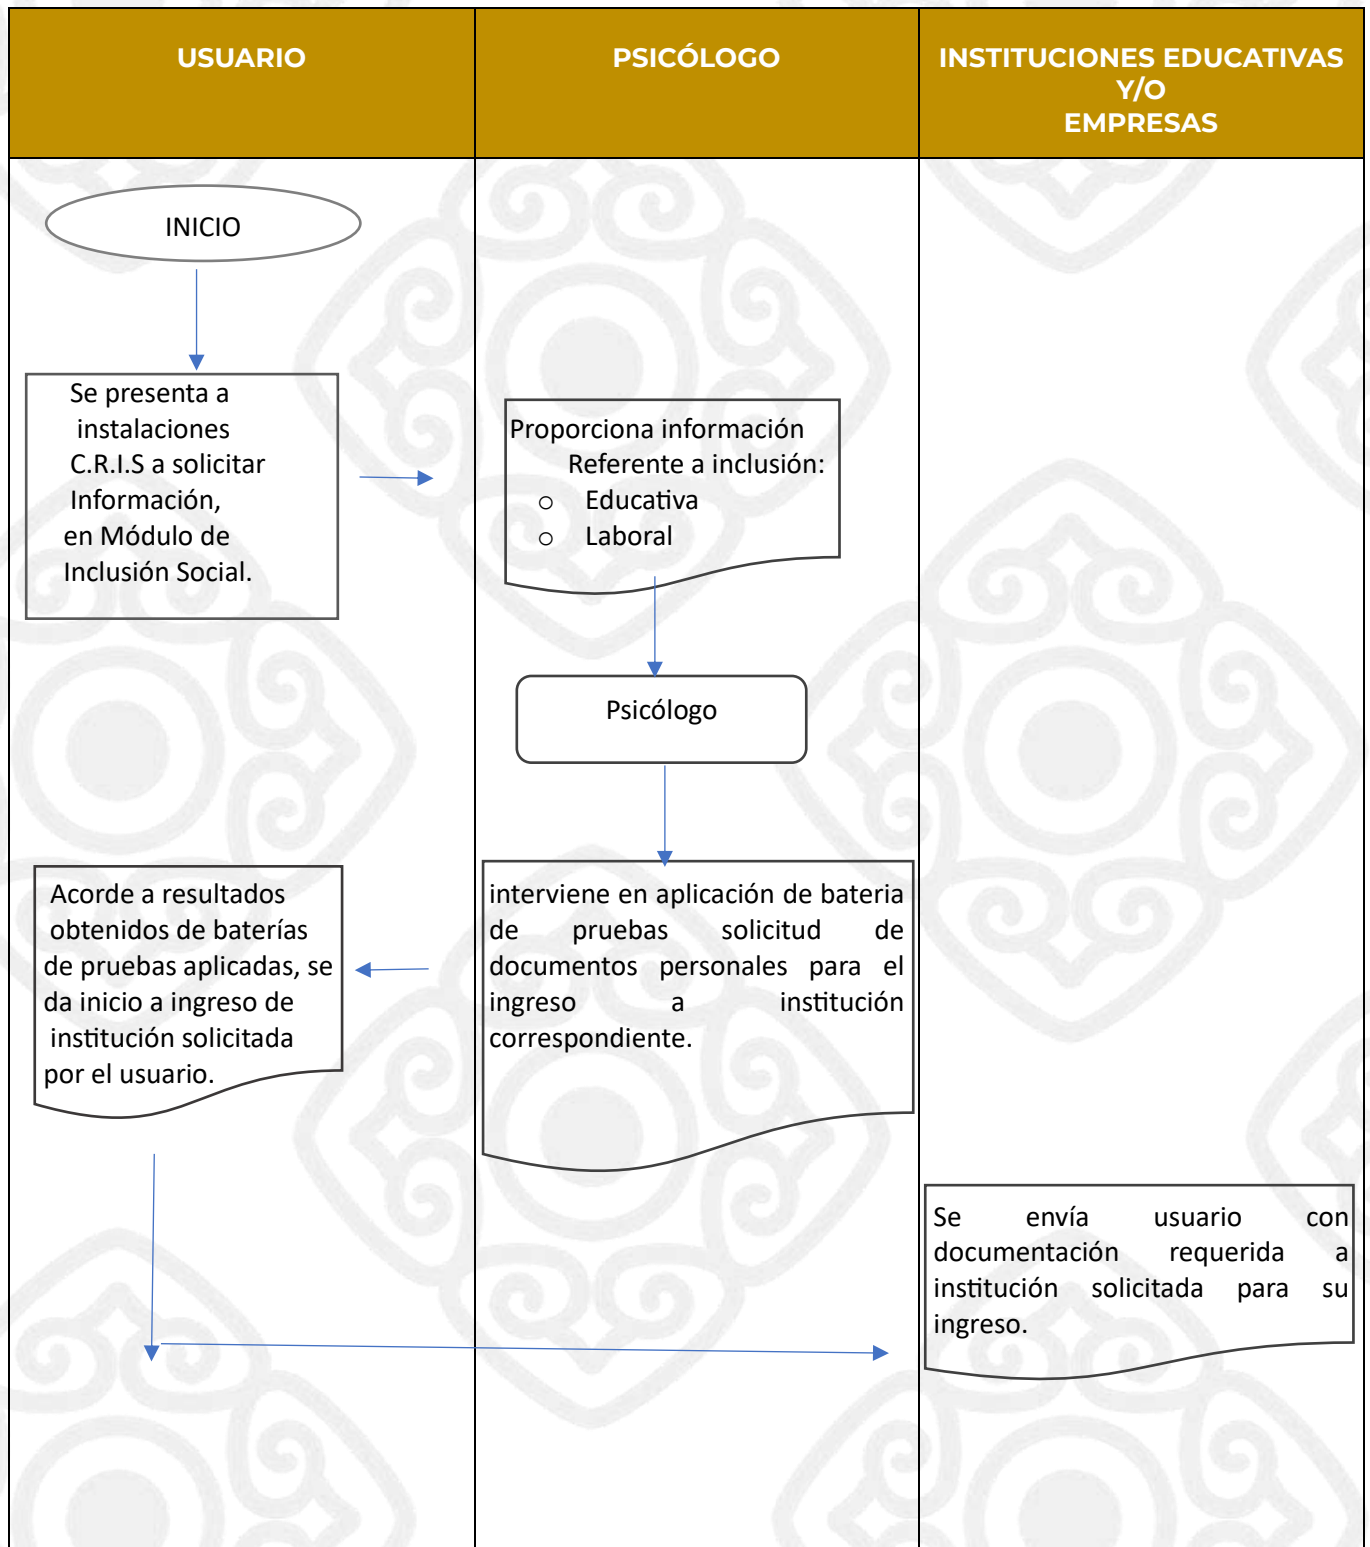 USUARIO
PSICÓLOGO
INSTITUCIONES EDUCATIVAS
Y/O
EMPRESAS
INICIO
Se presenta a
instalaciones
C.R.I.S a solicitar
Información,
en Módulo de
Inclusión Social.
Proporciona información
Referente a inclusión:
o Educativa
o Laboral
Psicólogo
interviene en aplicación de bateria
de pruebas solicitud de
documentos personales para el
ingreso a institución
correspondiente.
Acorde a resultados
obtenidos de baterías
de pruebas aplicadas, se
da inicio a ingreso de
institución solicitada
por el usuario.
Se envía usuario con
documentación requerida a
institución solicitada para su
ingreso.